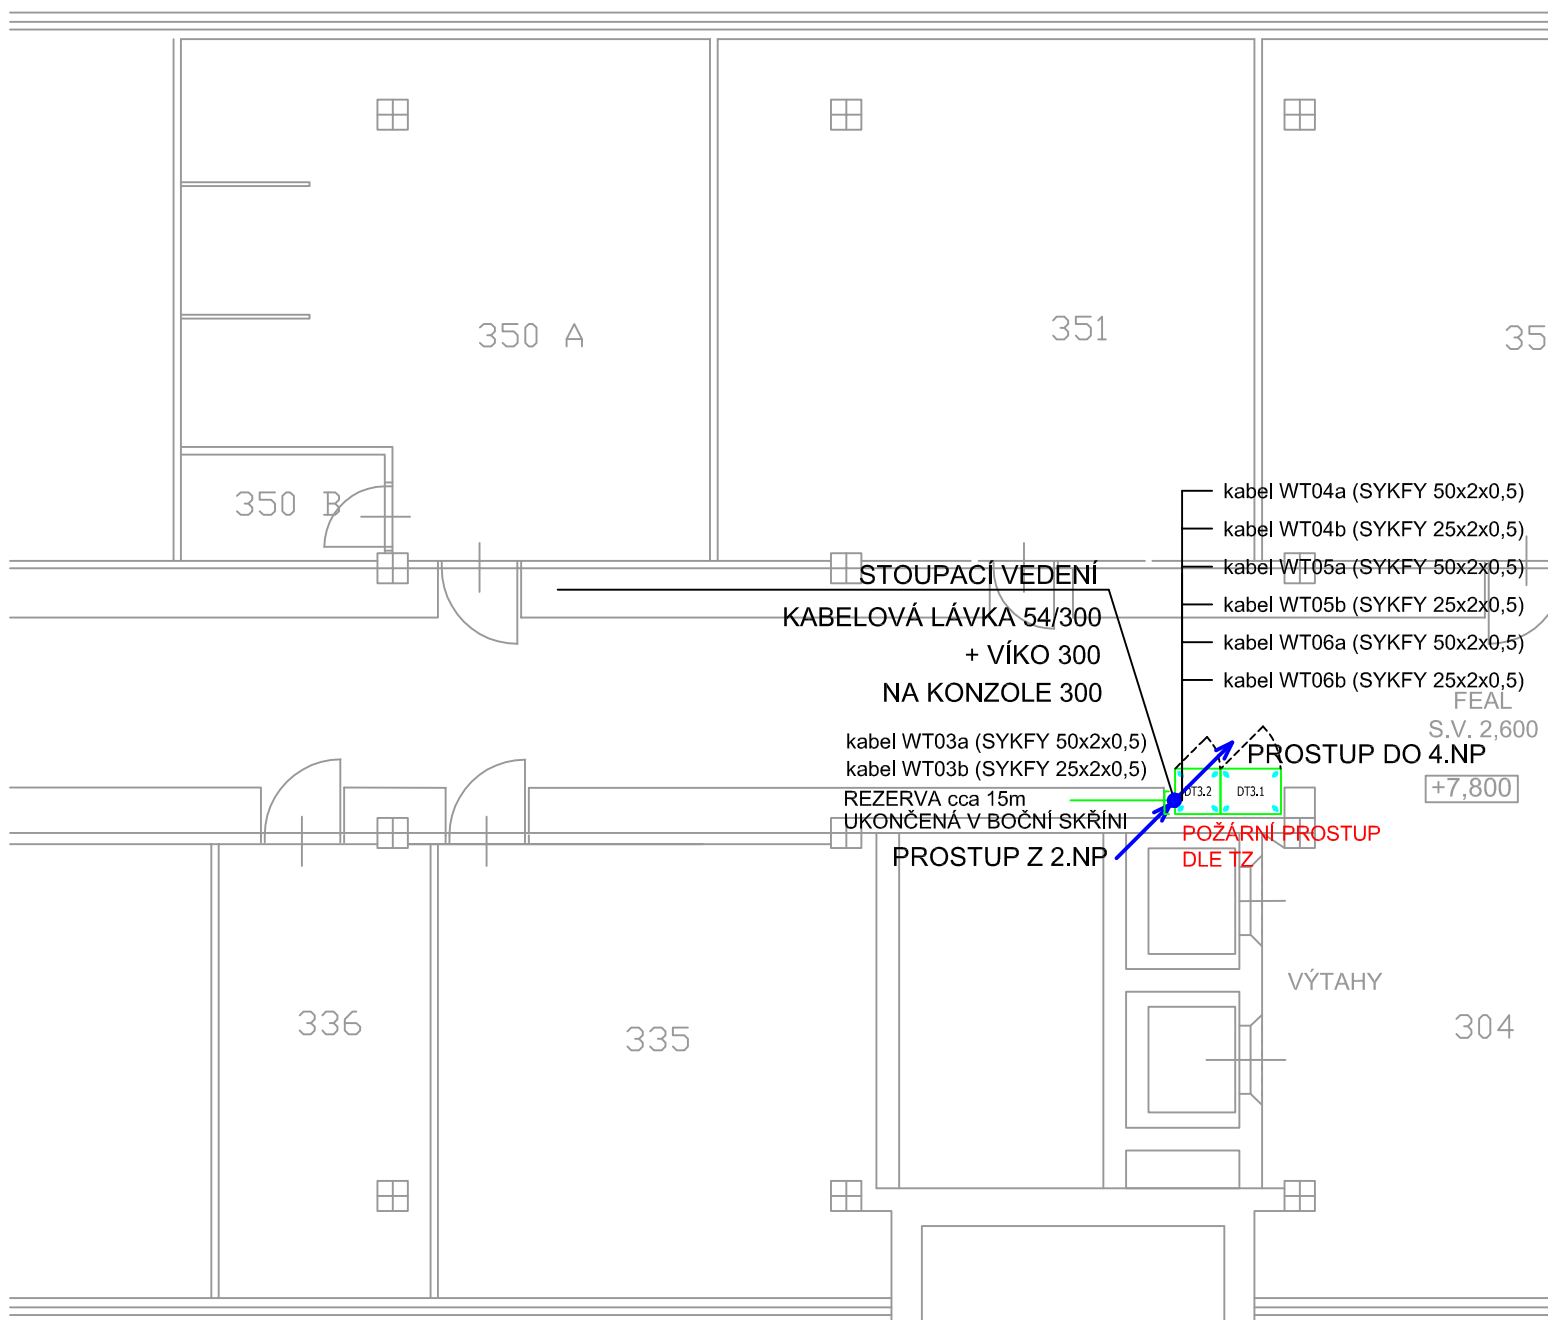 350 A
351
35
350 B
kabel WT04a (SYKFY 50x2x0,5)
kabel WT04b (SYKFY 25x2x0,5)
kabel WT05a (SYKFY 50x2x0,5)
kabel WT05b (SYKFY 25x2x0,5)
kabel WT06a (SYKFY 50x2x0,5)
kabel WT06b (SYKFY 25x2x0,5)
STOUPACÍ VEDENÍ
KABELOVÁ LÁVKA 54/300
+ VÍKO 300
NA KONZOLE 300
FEAL
S.V. 2,600
+7,800
kabel WT03a (SYKFY 50x2x0,5)
kabel WT03b (SYKFY 25x2x0,5)
REZERVA cca 15m
UKONČENÁ V BOČNÍ SKŘÍNI
PROSTUP Z 2.NP
PROSTUP DO 4.NP
DT3.2
DT3.1
POŽÁRNÍ PROSTUP
DLE TZ
VÝTAHY
336
335
304